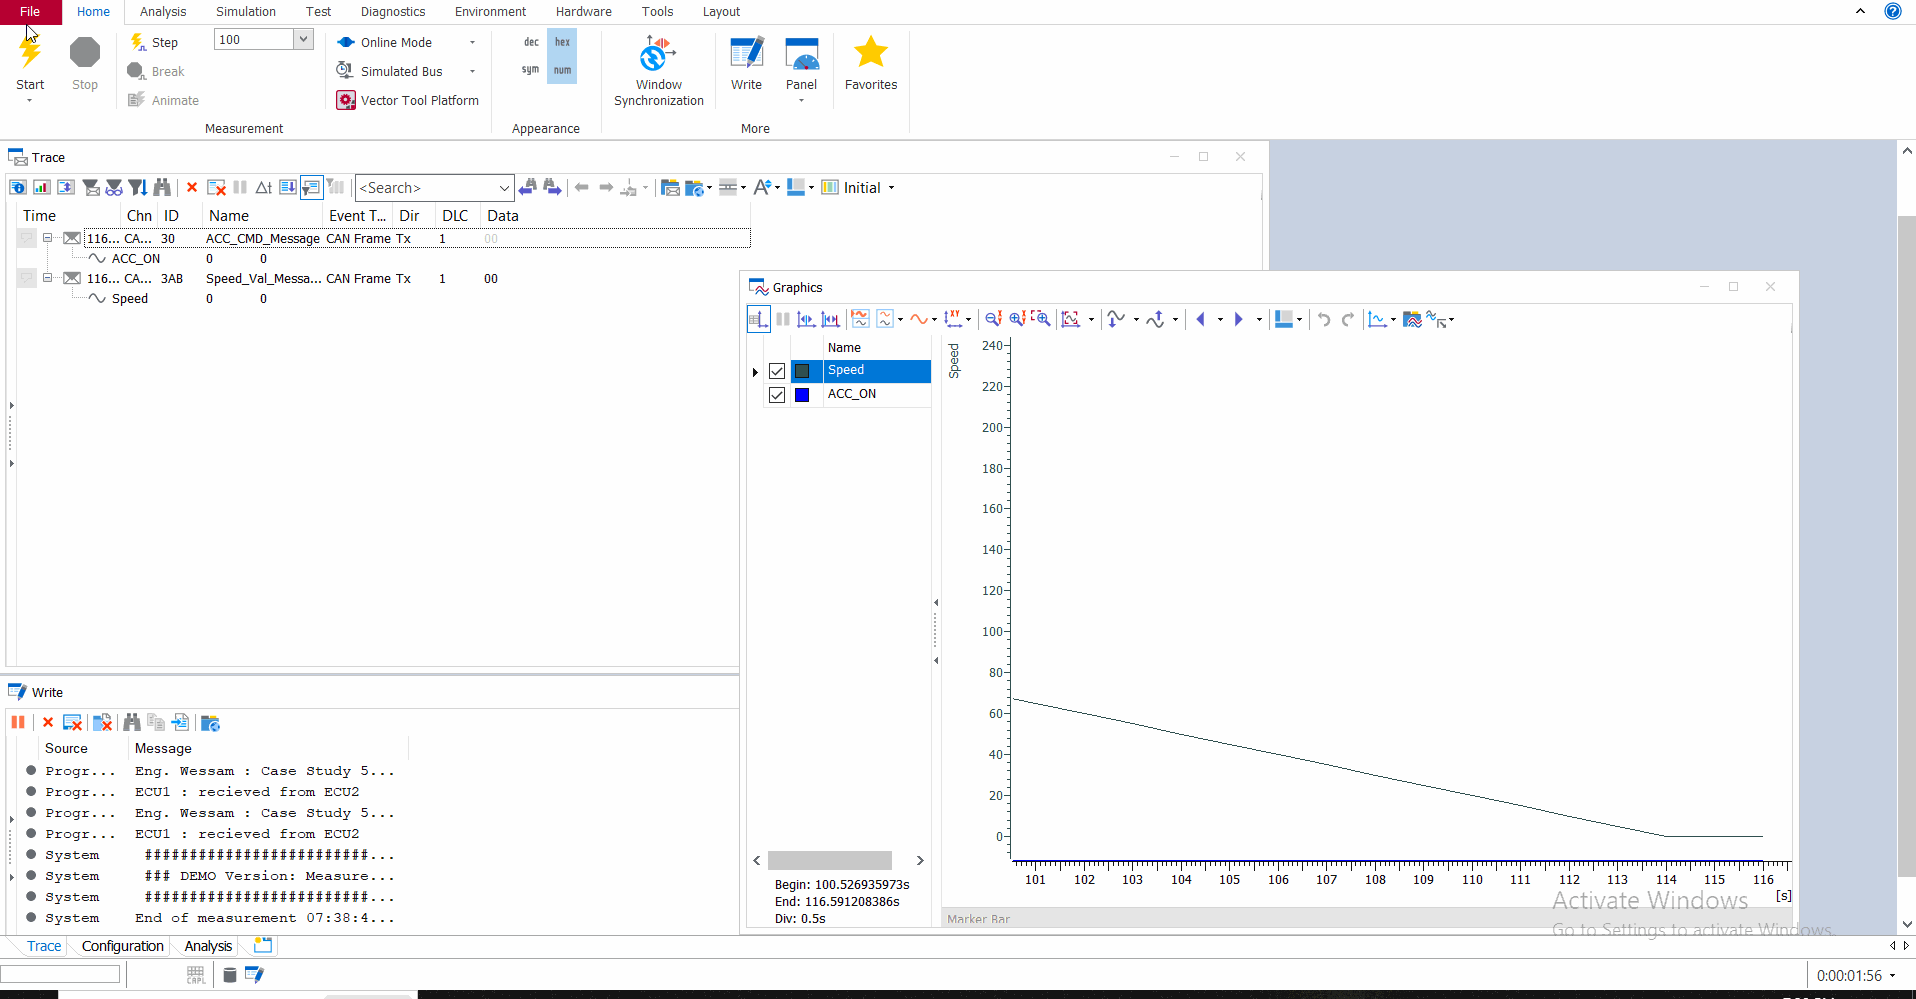 File Home Analysis Simulation Test Diagnostics Environment Hardware Tools Layout
Start
Stop
Step
Break
Animate
100
Online Mode
Simulated Bus
Vector Tool Platform
dec hex
sym num
Window
Synchronization
Write
Panel
Favorites
Measurement Appearance More
Trace
<Search>
Initial
Time Chn ID Name Event T... Dir DLC Data
116... CA... 30 ACC_CMD_Message CAN Frame Tx 1 00
ACC_ON 0 0
116... CA... 3AB Speed_Val_Messa... CAN Frame Tx 1 00
Speed 0 0
Graphics
Name
Speed
ACC_ON
Speed
240
220
200
180
160
140
120
100
80
60
40
20
0
101 102 103 104 105 106 107 108 109 110 111 112 113 114 115 116
[s]
Begin: 100.526935973s
End: 116.591208386s
Div: 0.5s
Marker Bar
Write
Source Message
Progr... Eng. Wessam : Case Study 5...
Progr... ECU1 : recieved from ECU2
Progr... Eng. Wessam : Case Study 5...
Progr... ECU1 : recieved from ECU2
System #########################...
System ### DEMO Version: Measure...
System #########################...
System End of measurement 07:38:4...
Activate Windows
Go to Settings to activate Windows.
Trace Configuration Analysis
CAPL
0:00:01:56